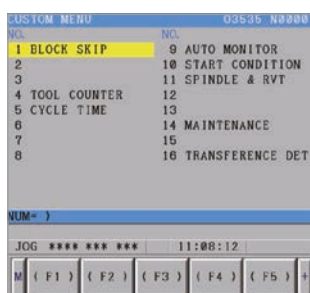 CUSTOM MENU O3535 N0000
NO. NO.
1 BLOCK SKIP 9 AUTO MONITOR
2 10 START CONDITION
3 11 SPINDLE & RVT
4 TOOL COUNTER 12
5 CYCLE TIME 13
6 14 MAINTENANCE
7 15
8 16 TRANSFERENCE DET
NUM= )
JOG **** *** *** 11:08:12
M ( F1 ) ( F2 ) ( F3 ) ( F4 ) ( F5 ) +